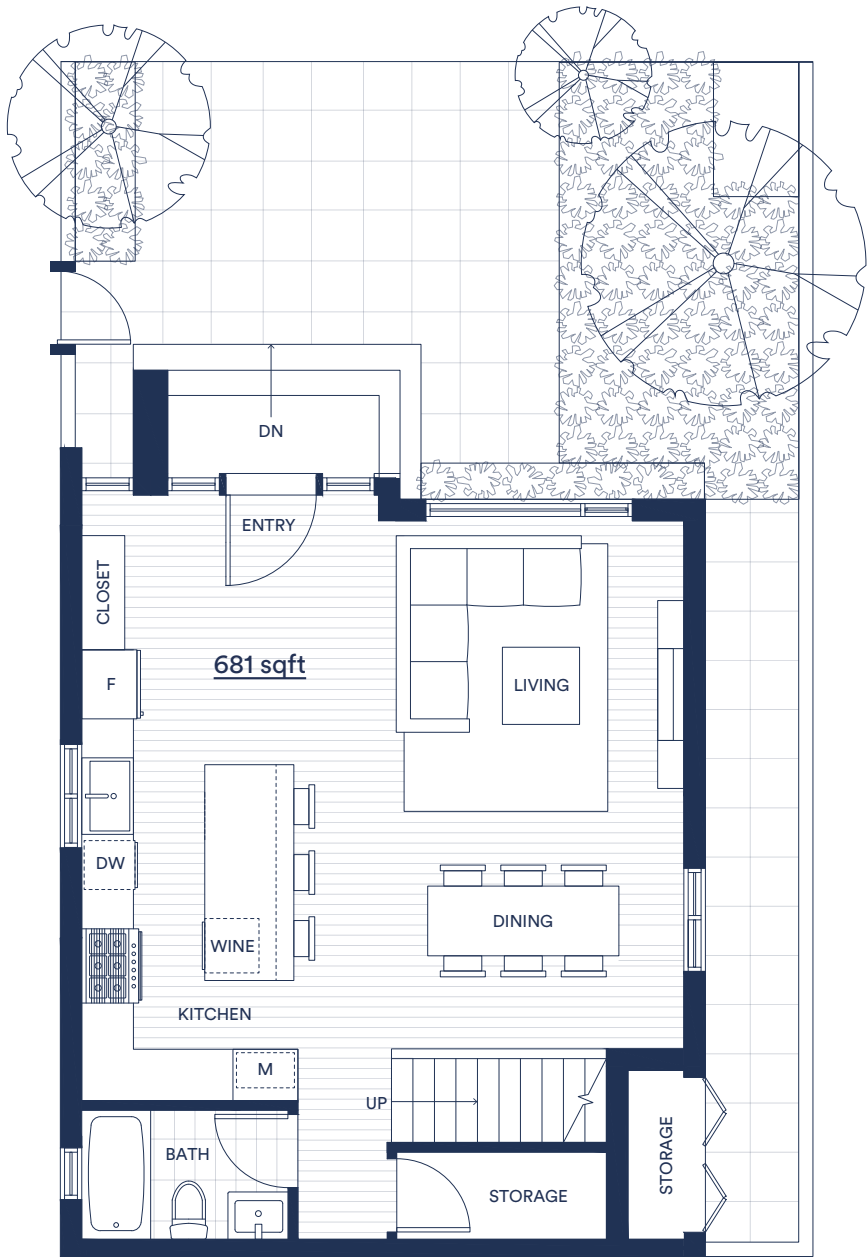 DN
ENTRY
CLOSET
681 sqft
F
LIVING
DW
DINING
WINE
KITCHEN
M
UP
BATH
STORAGE
STORAGE